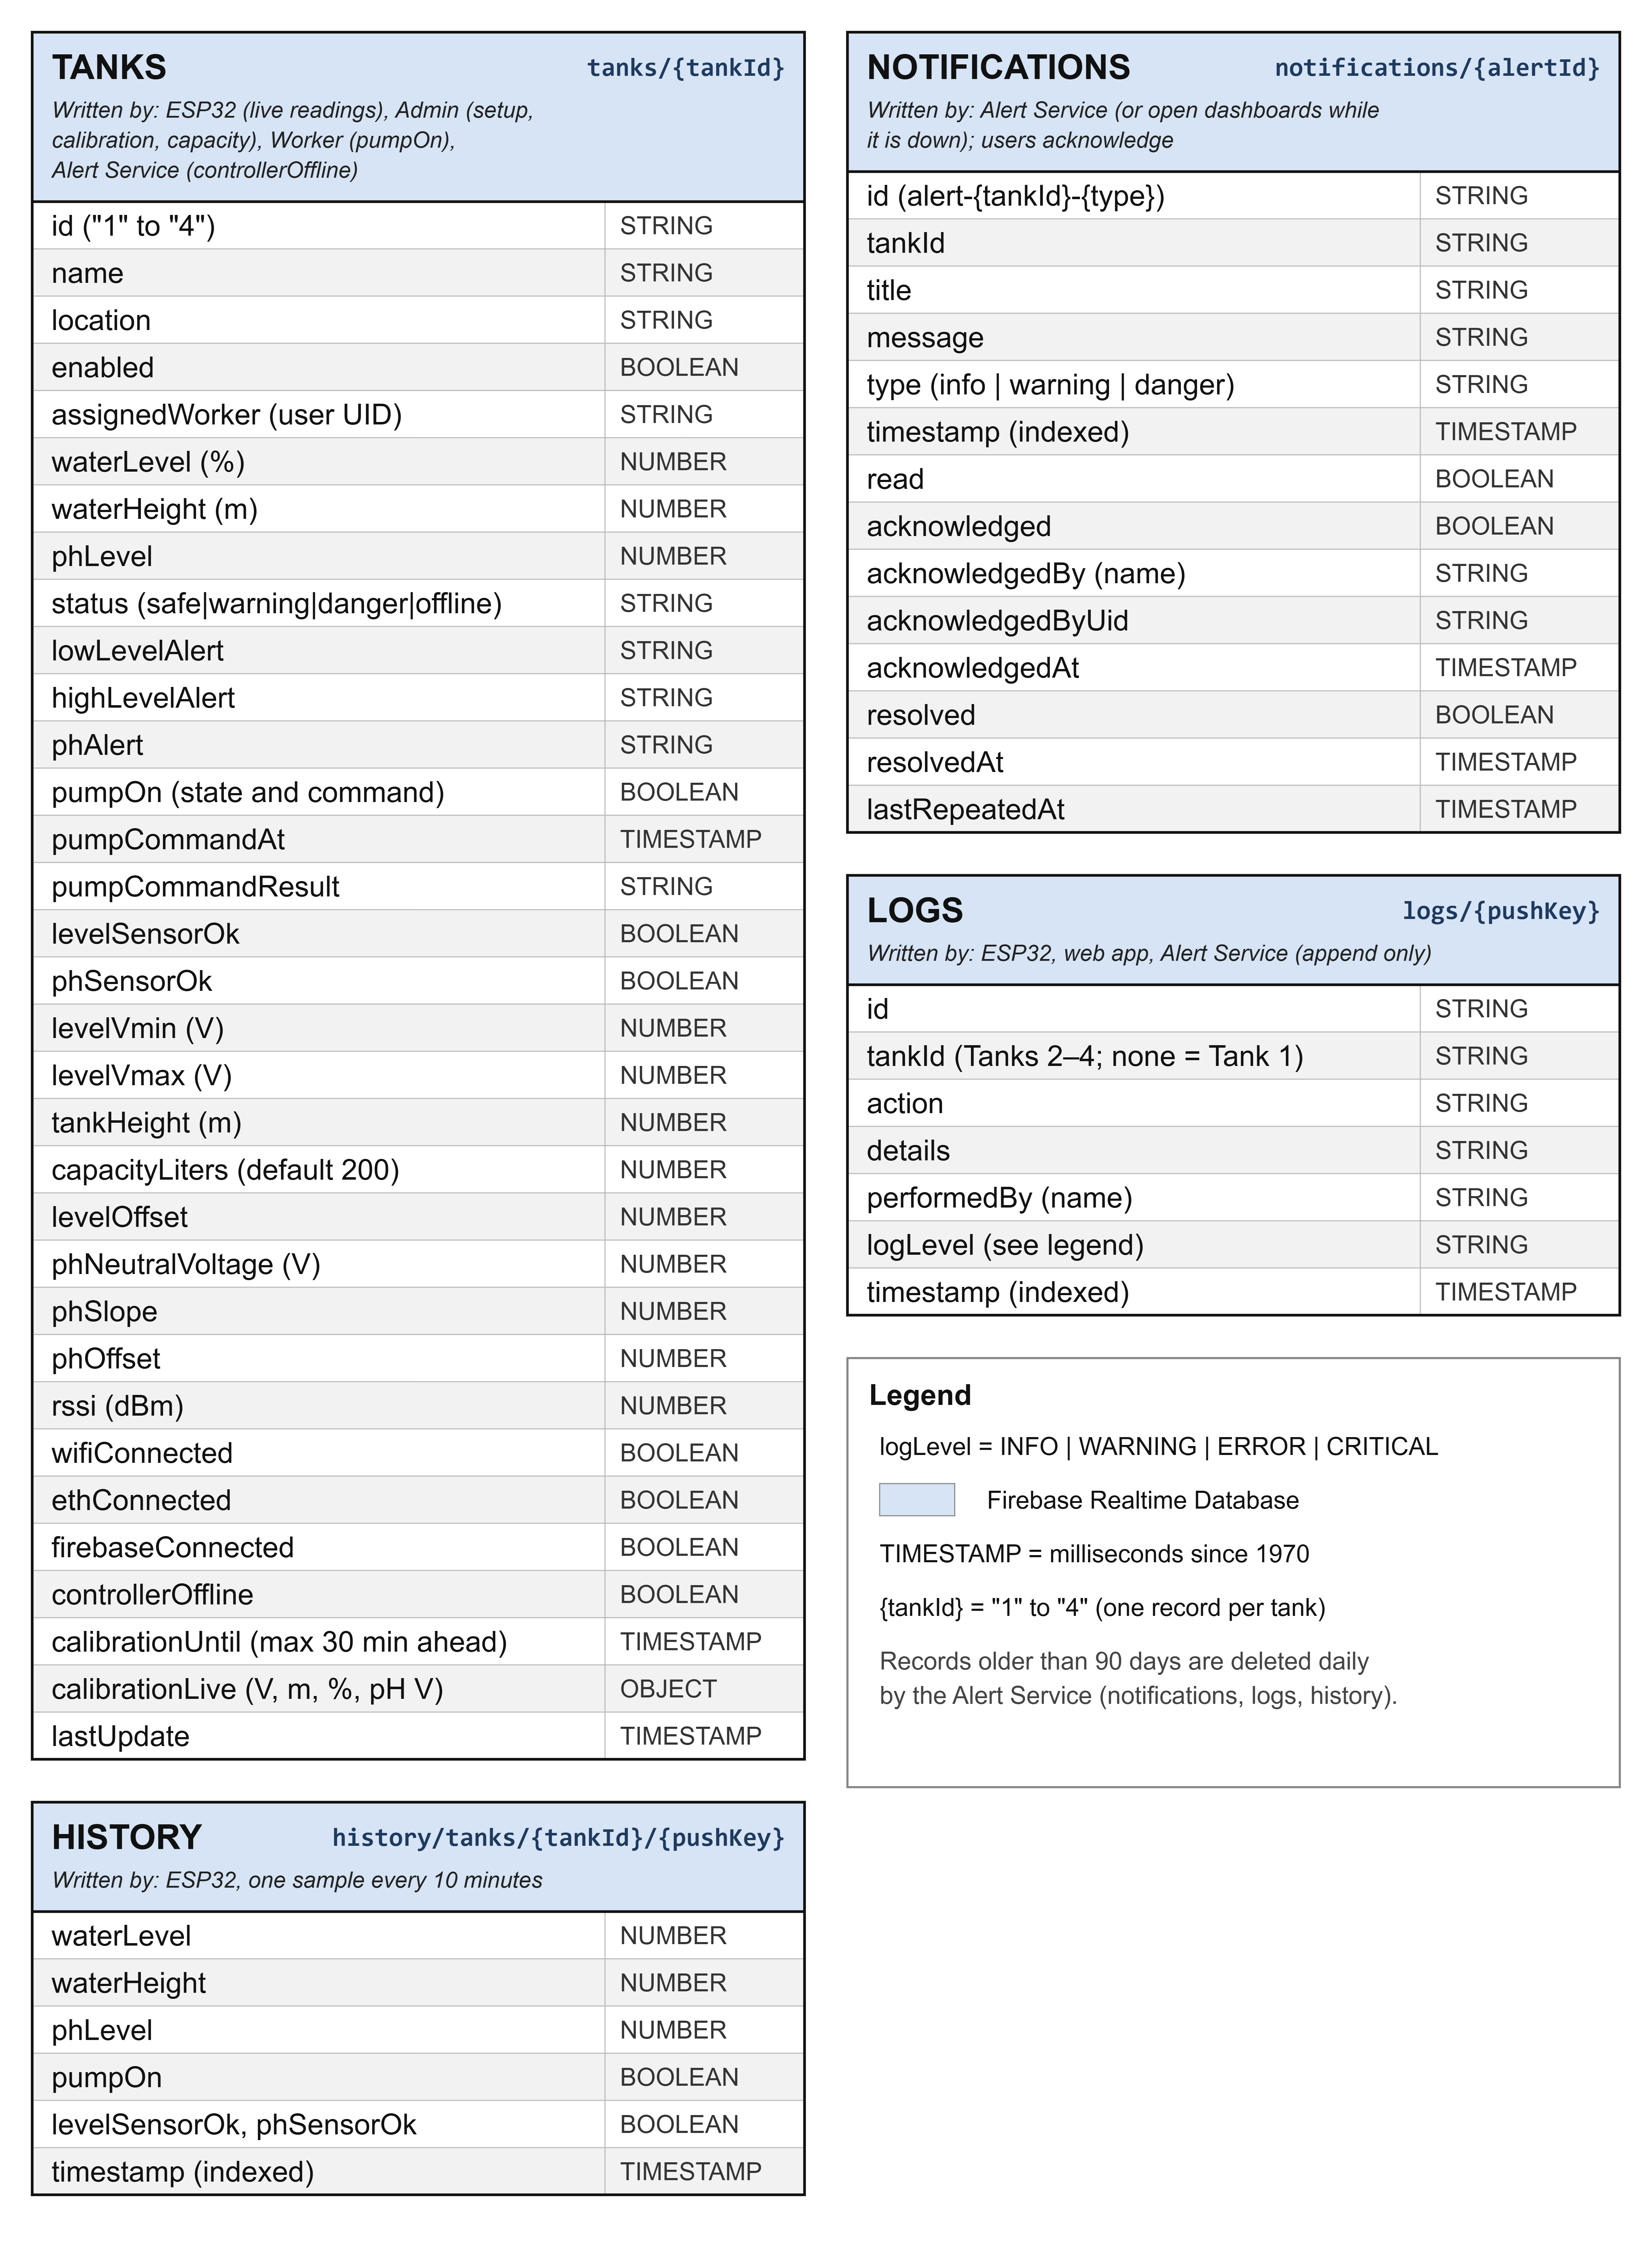 TANKS tanks/{tankId}
Written by: ESP32 (live readings), Admin (setup,
calibration, capacity), Worker (pumpOn),
Alert Service (controllerOffline)
id ("1" to "4") STRING
name STRING
location STRING
enabled BOOLEAN
assignedWorker (user UID) STRING
waterLevel (%) NUMBER
waterHeight (m) NUMBER
phLevel NUMBER
status (safe|warning|danger|offline) STRING
lowLevelAlert STRING
highLevelAlert STRING
phAlert STRING
pumpOn (state and command) BOOLEAN
pumpCommandAt TIMESTAMP
pumpCommandResult STRING
levelSensorOk BOOLEAN
phSensorOk BOOLEAN
levelVmin (V) NUMBER
levelVmax (V) NUMBER
tankHeight (m) NUMBER
capacityLiters (default 200) NUMBER
levelOffset NUMBER
phNeutralVoltage (V) NUMBER
phSlope NUMBER
phOffset NUMBER
rssi (dBm) NUMBER
wifiConnected BOOLEAN
ethConnected BOOLEAN
firebaseConnected BOOLEAN
controllerOffline BOOLEAN
calibrationUntil (max 30 min ahead) TIMESTAMP
calibrationLive (V, m, %, pH V) OBJECT
lastUpdate TIMESTAMP
HISTORY history/tanks/{tankId}/{pushKey}
Written by: ESP32, one sample every 10 minutes
waterLevel NUMBER
waterHeight NUMBER
phLevel NUMBER
pumpOn BOOLEAN
levelSensorOk, phSensorOk BOOLEAN
timestamp (indexed) TIMESTAMP
NOTIFICATIONS notifications/{alertId}
Written by: Alert Service (or open dashboards while
it is down); users acknowledge
id (alert-{tankId}-{type}) STRING
tankId STRING
title STRING
message STRING
type (info | warning | danger) STRING
timestamp (indexed) TIMESTAMP
read BOOLEAN
acknowledged BOOLEAN
acknowledgedBy (name) STRING
acknowledgedByUid STRING
acknowledgedAt TIMESTAMP
resolved BOOLEAN
resolvedAt TIMESTAMP
lastRepeatedAt TIMESTAMP
LOGS logs/{pushKey}
Written by: ESP32, web app, Alert Service (append only)
id STRING
tankId (Tanks 2–4; none = Tank 1) STRING
action STRING
details STRING
performedBy (name) STRING
logLevel (see legend) STRING
timestamp (indexed) TIMESTAMP
Legend
logLevel = INFO | WARNING | ERROR | CRITICAL
Firebase Realtime Database
TIMESTAMP = milliseconds since 1970
{tankId} = "1" to "4" (one record per tank)
Records older than 90 days are deleted daily
by the Alert Service (notifications, logs, history).